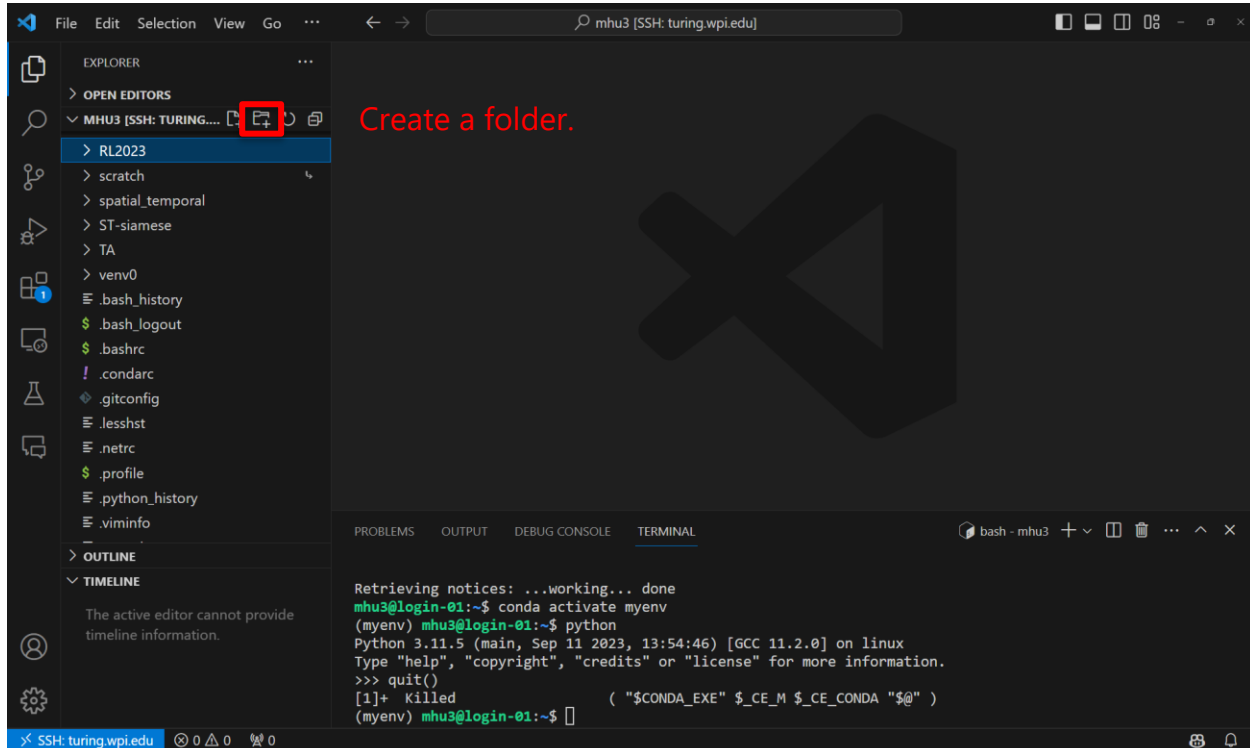 File Edit Selection View Go ···
mhu3 [SSH: turing.wpi.edu]
EXPLORER ···
> OPEN EDITORS
MHU3 [SSH: TURING....
Create a folder.
> RL2023
> scratch
> spatial_temporal
> ST-siamese
> TA
> venv0
.bash_history
$ .bash_logout
$ .bashrc
! .condarc
.gitconfig
.lesshst
.netrc
$ .profile
.python_history
.viminfo
> OUTLINE
TIMELINE
The active editor cannot provide
timeline information.
1
PROBLEMS OUTPUT DEBUG CONSOLE TERMINAL
bash - mhu3
Retrieving notices: ...working... done
mhu3@login-01:~$ conda activate myenv
(myenv) mhu3@login-01:~$ python
Python 3.11.5 (main, Sep 11 2023, 13:54:46) [GCC 11.2.0] on linux
Type "help", "copyright", "credits" or "license" for more information.
>>> quit()
[1]+ Killed ( "$CONDA_EXE" $_CE_M $_CE_CONDA "$@" )
(myenv) mhu3@login-01:~$
SSH: turing.wpi.edu 0 0 0